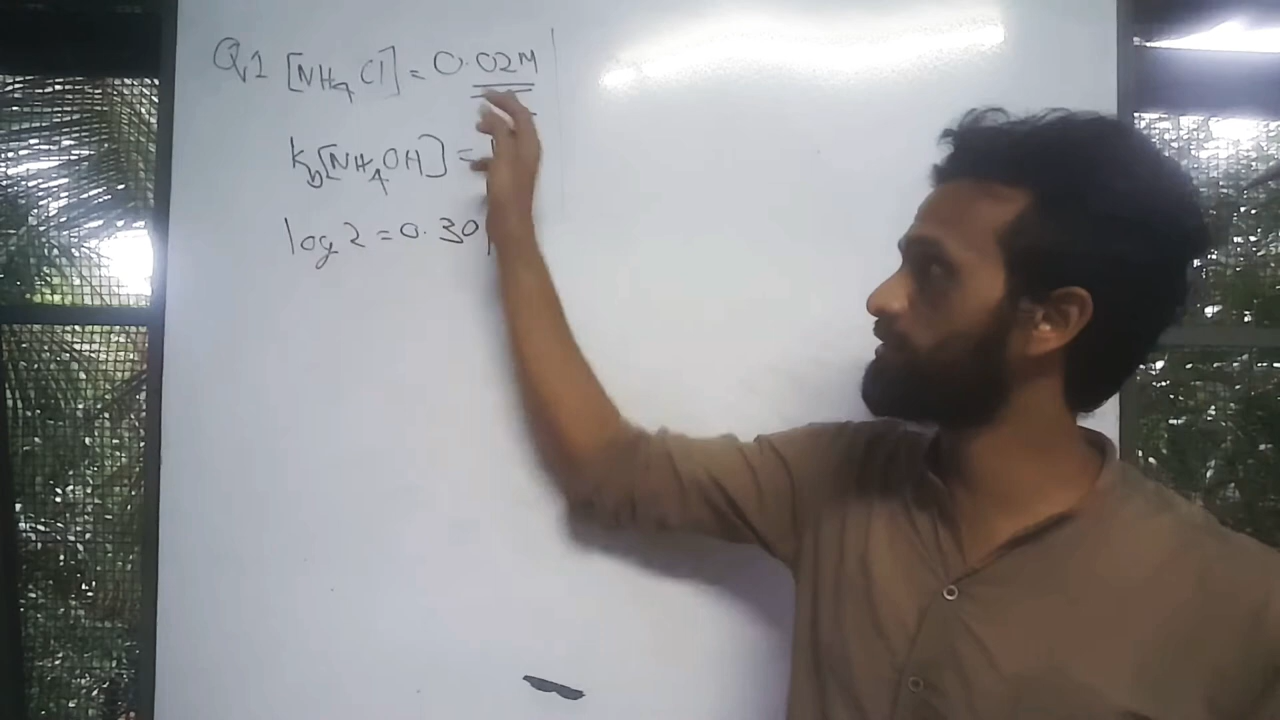 Q1 [NH4Cl] = 0.02M
Kb[NH4OH] =
log 2 = 0.30